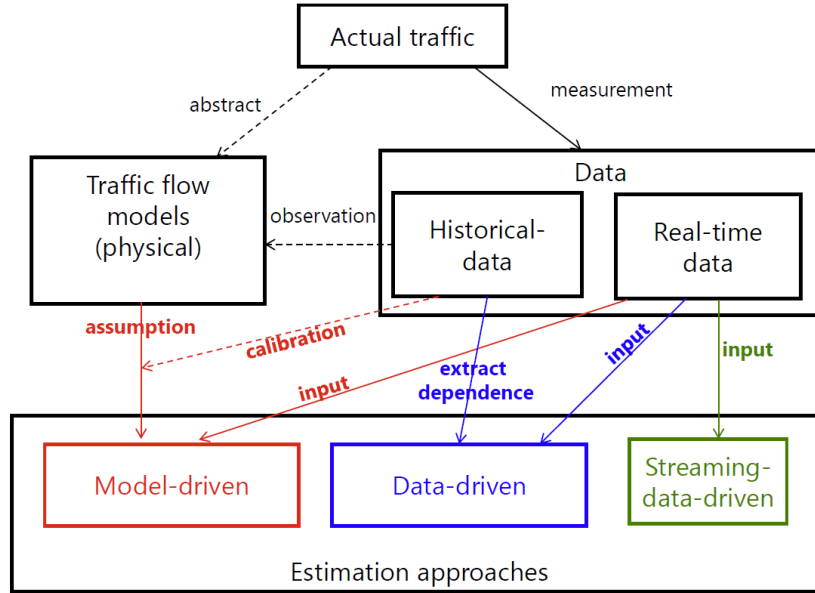 Actual traffic
abstract
measurement
Traffic flow
models
(physical)
observation
Data
Historical-
data
Real-time
data
assumption
calibration
input
extract
dependence
input
input
Model-driven
Data-driven
Streaming-
data-driven
Estimation approaches